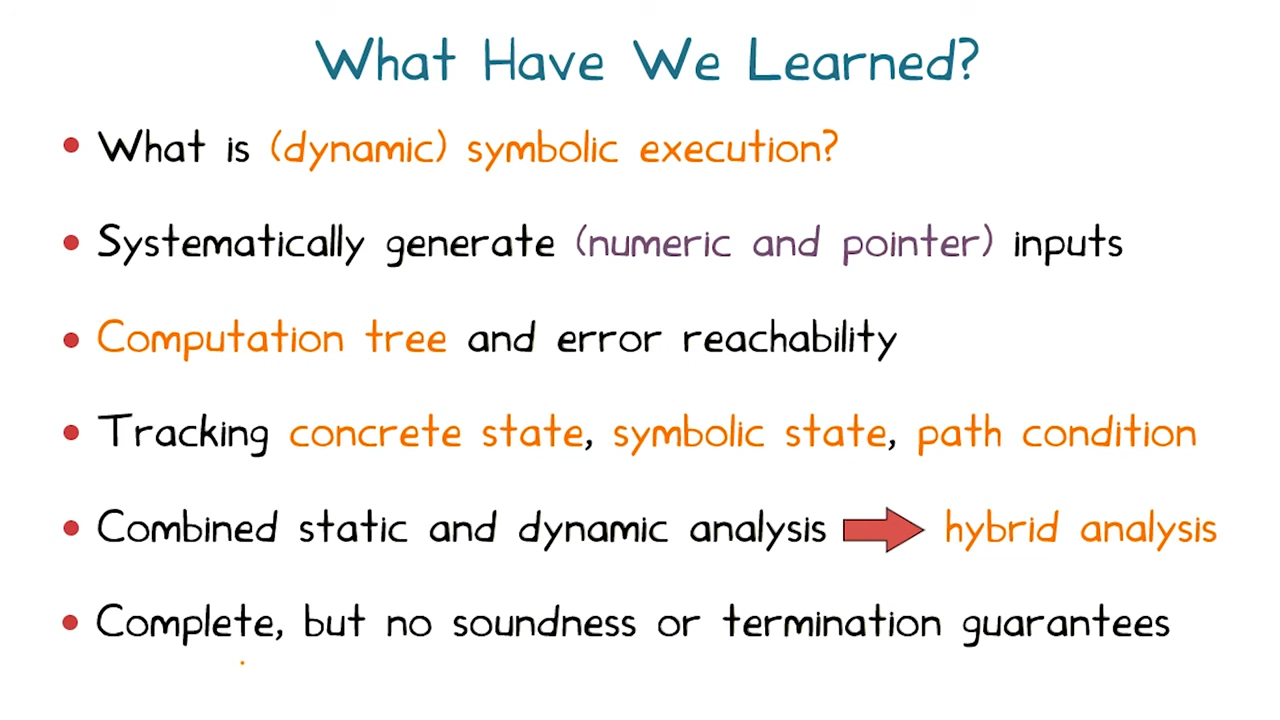 What Have We Learned?
• What is (dynamic) symbolic execution?
• Systematically generate (numeric and pointer) inputs
• Computation tree and error reachability
• Tracking concrete state, symbolic state, path condition
• Combined static and dynamic analysis hybrid analysis
• Complete, but no soundness or termination guarantees